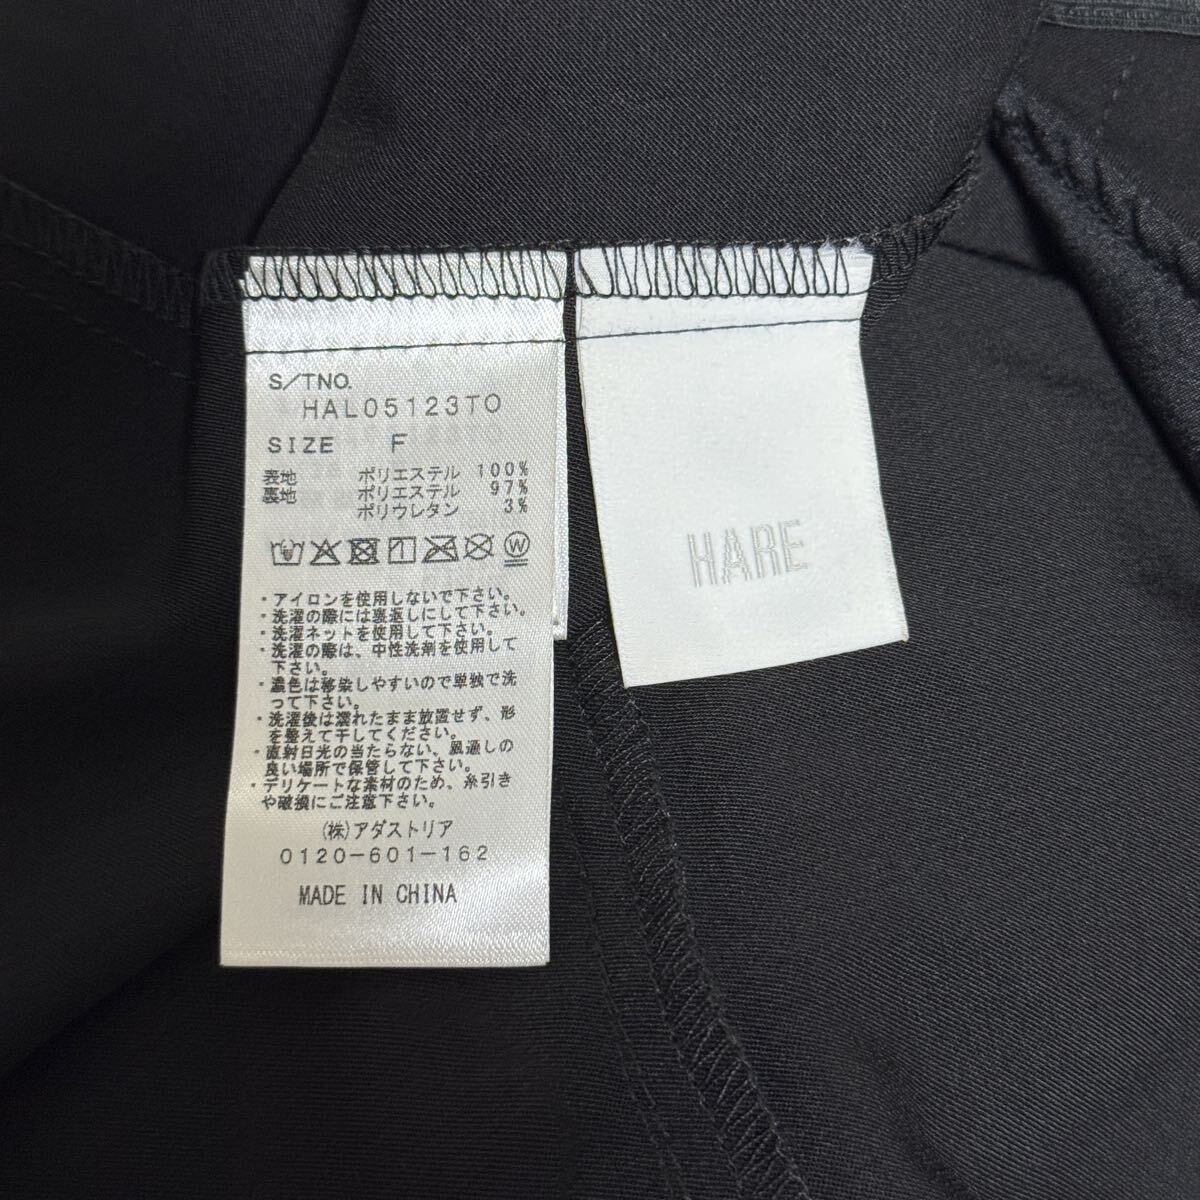 S/TNO.
HAL05123TO
SIZE F
表地 ポリエステル 100%
裏地 ポリエステル 97%
ポリウレタン 3%
W
・アイロンを使用しないで下さい。
・洗濯の際には裏返しにして下さい。
・洗濯ネットを使用して下さい。
・洗濯の際は、中性洗剤を使用して
下さい。
・濃色は移染しやすいので単独で洗
って下さい。
・洗濯後は濡れたまま放置せず、形
を整えて干してください。
・直射日光の当たらない、風通しの
良い場所で保管して下さい。
・デリケートな素材のため、糸引き
や破損にご注意下さい。
(株)アダストリア
0120-601-162
MADE IN CHINA
HARE